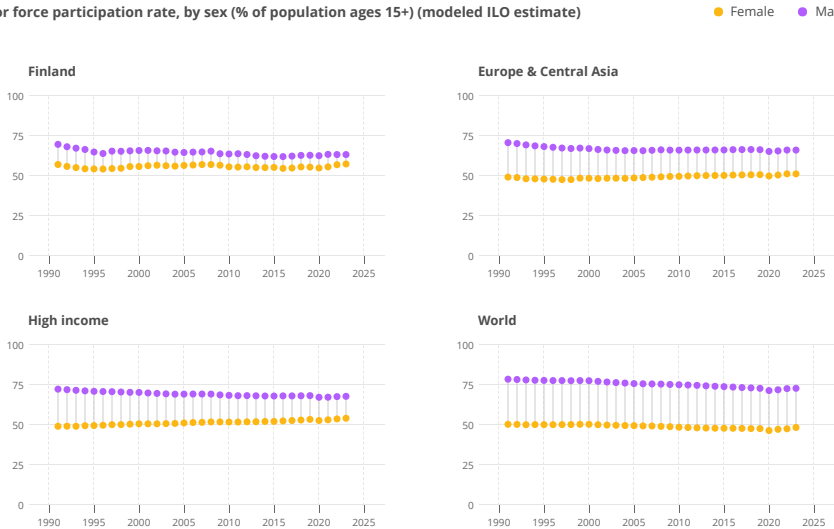 or force participation rate, by sex (% of population ages 15+) (modeled ILO estimate)
Female Ma
Finland
100
75
50
25
0
1990 1995 2000 2005 2010 2015 2020 2025
Europe & Central Asia
100
75
50
25
0
1990 1995 2000 2005 2010 2015 2020 2025
High income
100
75
50
25
0
1990 1995 2000 2005 2010 2015 2020 2025
World
100
75
50
25
0
1990 1995 2000 2005 2010 2015 2020 2025